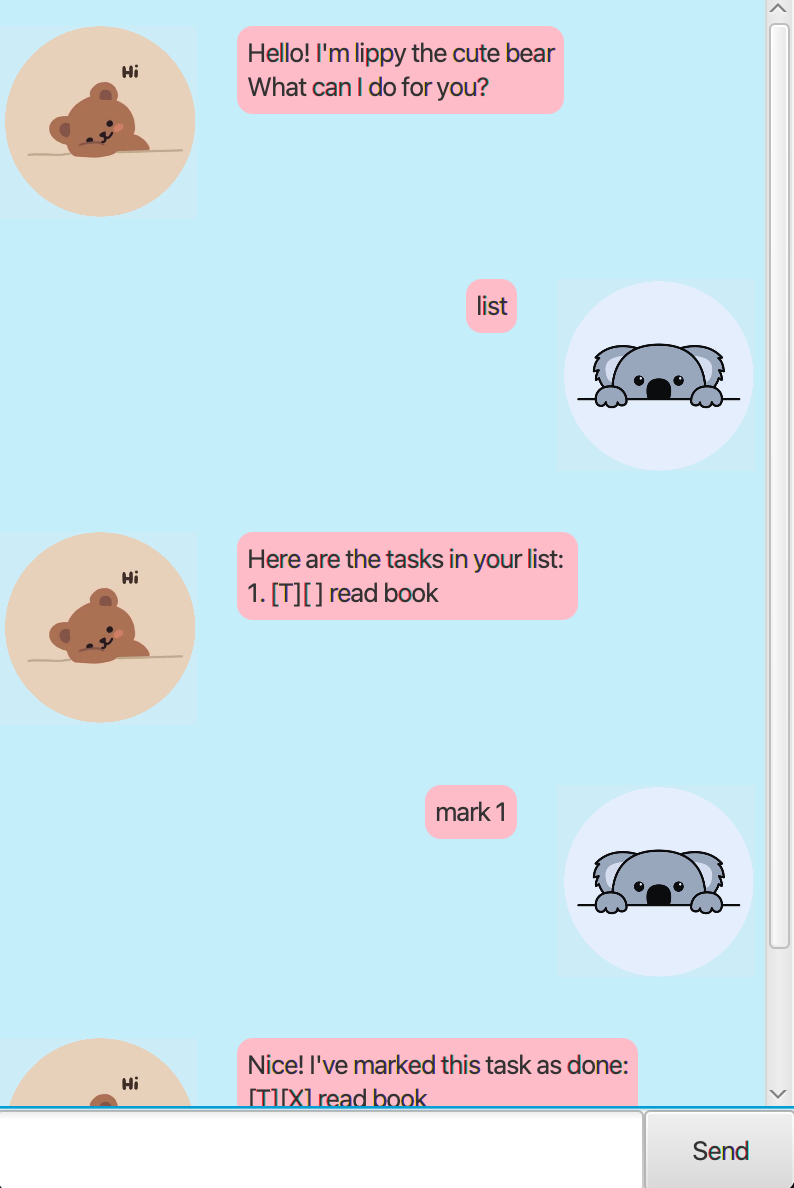 Hi
Hello! I'm lippy the cute bear
What can I do for you?
list
Hi
Here are the tasks in your list:
1. [T][ ] read book
mark 1
Hi
Nice! I've marked this task as done:
[T][X] read book
Send